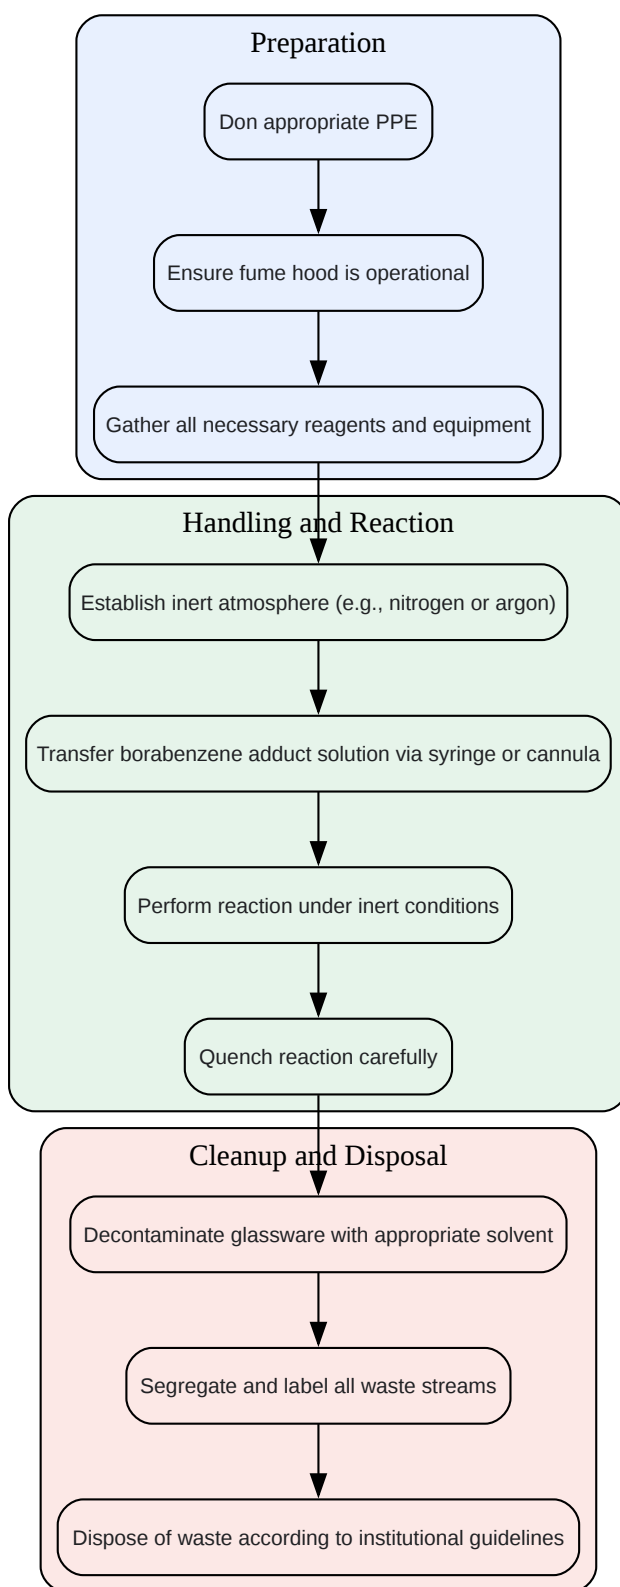 Preparation
Don appropriate PPE
Ensure fume hood is operational
Gather all necessary reagents and equipment
Handling and Reaction
Establish inert atmosphere (e.g., nitrogen or argon)
Transfer borabenzene adduct solution via syringe or cannula
Perform reaction under inert conditions
Quench reaction carefully
Cleanup and Disposal
Decontaminate glassware with appropriate solvent
Segregate and label all waste streams
Dispose of waste according to institutional guidelines